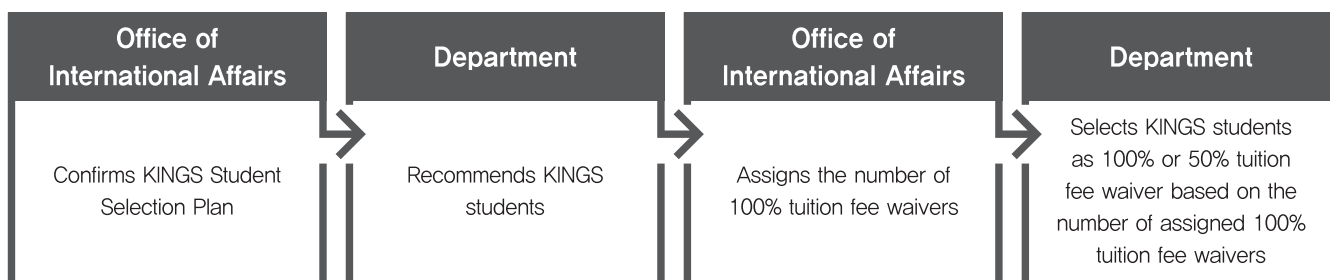 Office of
International Affairs
Confirms KINGS Student
Selection Plan
Department
Recommends KINGS
students
Office of
International Affairs
Assigns the number of
100% tuition fee waivers
Department
Selects KINGS students
as 100% or 50% tuition
fee waiver based on the
number of assigned 100%
tuition fee waivers